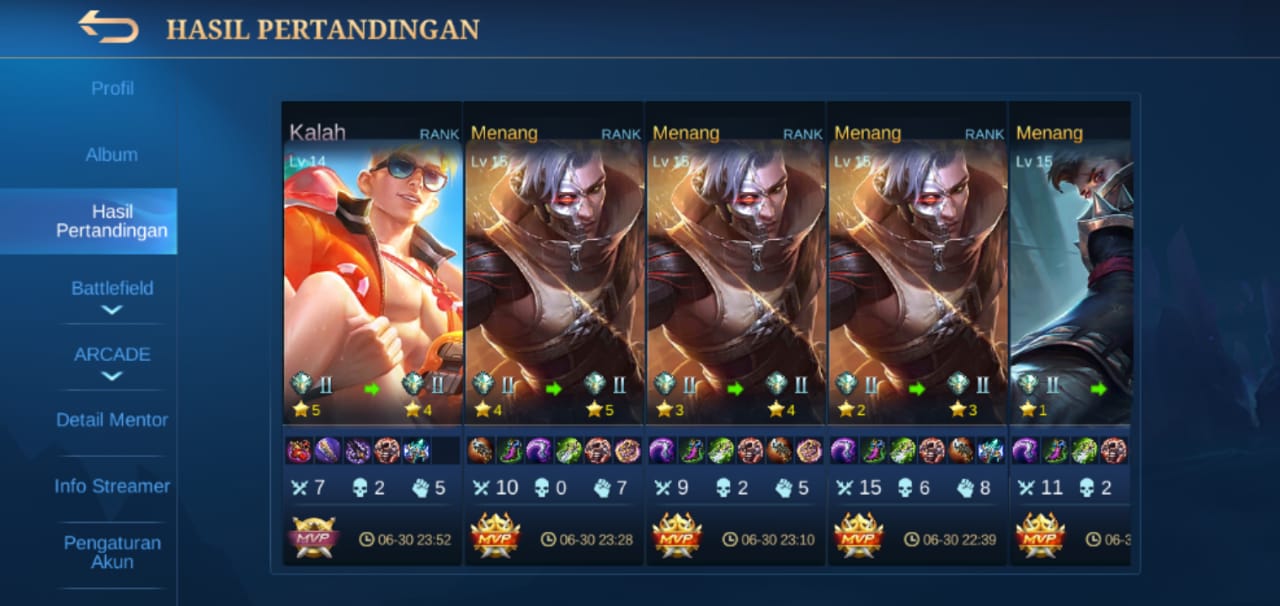 HASIL PERTANDINGAN
Profil
Album
Hasil
Pertandingan
Battlefield
ARCADE
Detail Mentor
Info Streamer
Pengaturan
Akun
Kalah RANK
Lv 14
II II
5 4
7 2 5
MVP 06-30 23:52
Menang RANK
Lv 15
II II
4 5
10 0 7
MVP 06-30 23:28
Menang RANK
Lv 15
II II
3 4
9 2 5
MVP 06-30 23:10
Menang RANK
Lv 15
II II
2 3
15 6 8
MVP 06-30 22:39
Menang
Lv 15
II
1
11 2
MVP